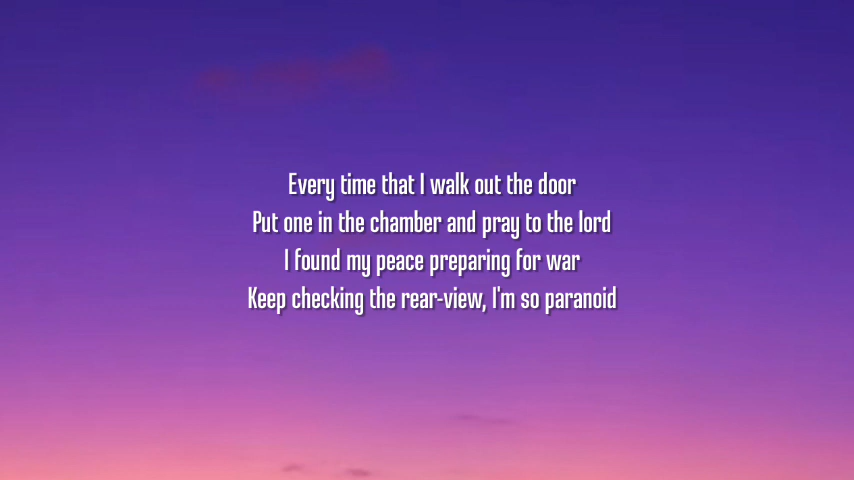 Every time that I walk out the door
Put one in the chamber and pray to the lord
I found my peace preparing for war
Keep checking the rear-view, I'm so paranoid